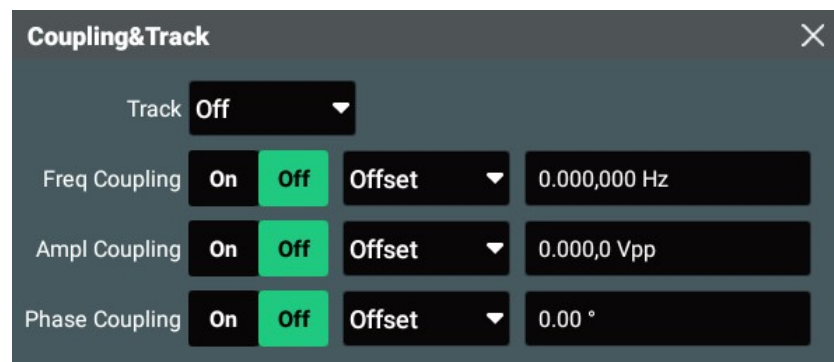 Coupling&Track
Track Off
Freq Coupling On Off Offset 0.000,000 Hz
Ampl Coupling On Off Offset 0.000,0 Vpp
Phase Coupling On Off Offset 0.00 °